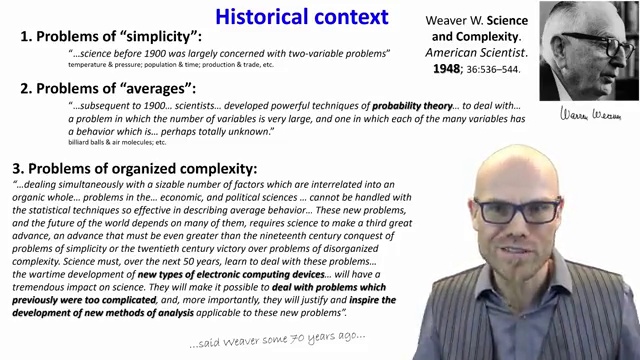 Historical context
1. Problems of “simplicity”:
“…science before 1900 was largely concerned with two-variable problems”
temperature & pressure; population & time; production & trade, etc.
2. Problems of “averages”:
“…subsequent to 1900… scientists… developed powerful techniques of probability theory… to deal with…
a problem in which the number of variables is very large, and one in which each of the many variables has
a behavior which is… perhaps totally unknown.”
billiard balls & air molecules; etc.
3. Problems of organized complexity:
“…dealing simultaneously with a sizable number of factors which are interrelated into an
organic whole… problems in the… economic, and political sciences … cannot be handled with
the statistical techniques so effective in describing average behavior… These new problems,
and the future of the world depends on many of them, requires science to make a third great
advance, an advance that must be even greater than the nineteenth century conquest of
problems of simplicity or the twentieth century victory over problems of disorganized
complexity. Science must, over the next 50 years, learn to deal with these problems…
the wartime development of new types of electronic computing devices… will have a
tremendous impact on science. They will make it possible to deal with problems which
previously were too complicated, and, more importantly, they will justify and inspire the
development of new methods of analysis applicable to these new problems”.
…said Weaver some 70 years ago…
Weaver W. Science
and Complexity.
American Scientist.
1948; 36:536–544.
Warren Weaver